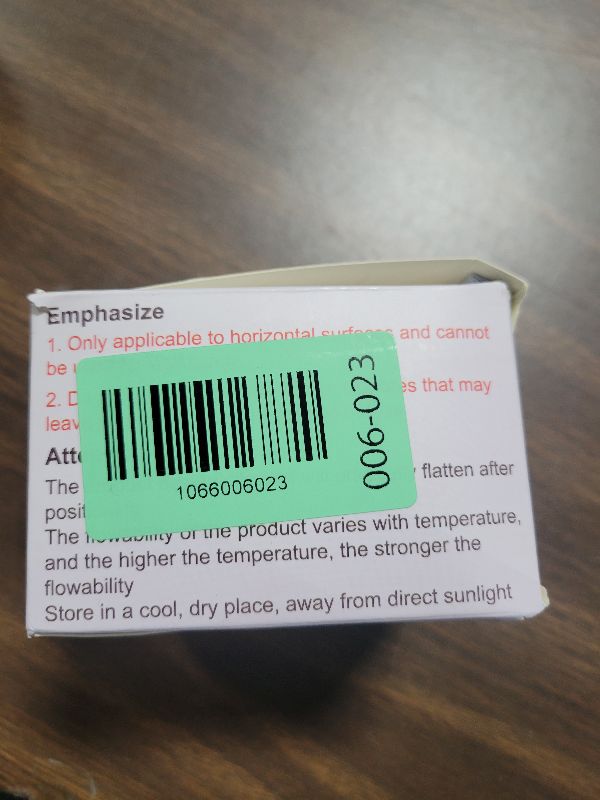 Emphasize
1. Only applicable to horizontal surfaces and cannot
be
2.
es that may
leav
Atte
The
flatten after
posit
The flowability of the product varies with temperature,
and the higher the temperature, the stronger the
flowability
Store in a cool, dry place, away from direct sunlight
1066006023
006-023